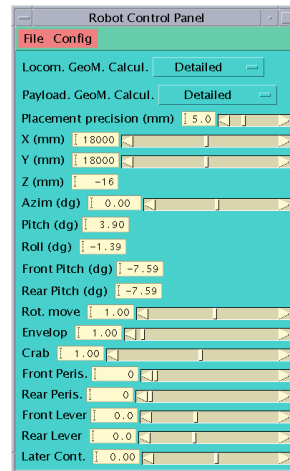 Robot Control Panel
File Config
Locom. GeoM. Calcul. Detailed
Payload. GeoM. Calcul. Detailed
Placement precision (mm) 5.0
X (mm) 18000
Y (mm) 18000
Z (mm) -16
Azim (dg) 0.00
Pitch (dg) 3.90
Roll (dg) -1.39
Front Pitch (dg) -7.59
Rear Pitch (dg) -7.59
Rot. move 1.00
Envelop 1.00
Crab 1.00
Front Peris. 0
Rear Peris. 0
Front Lever 0.0
Rear Lever 0.0
Later Cont. 0.00